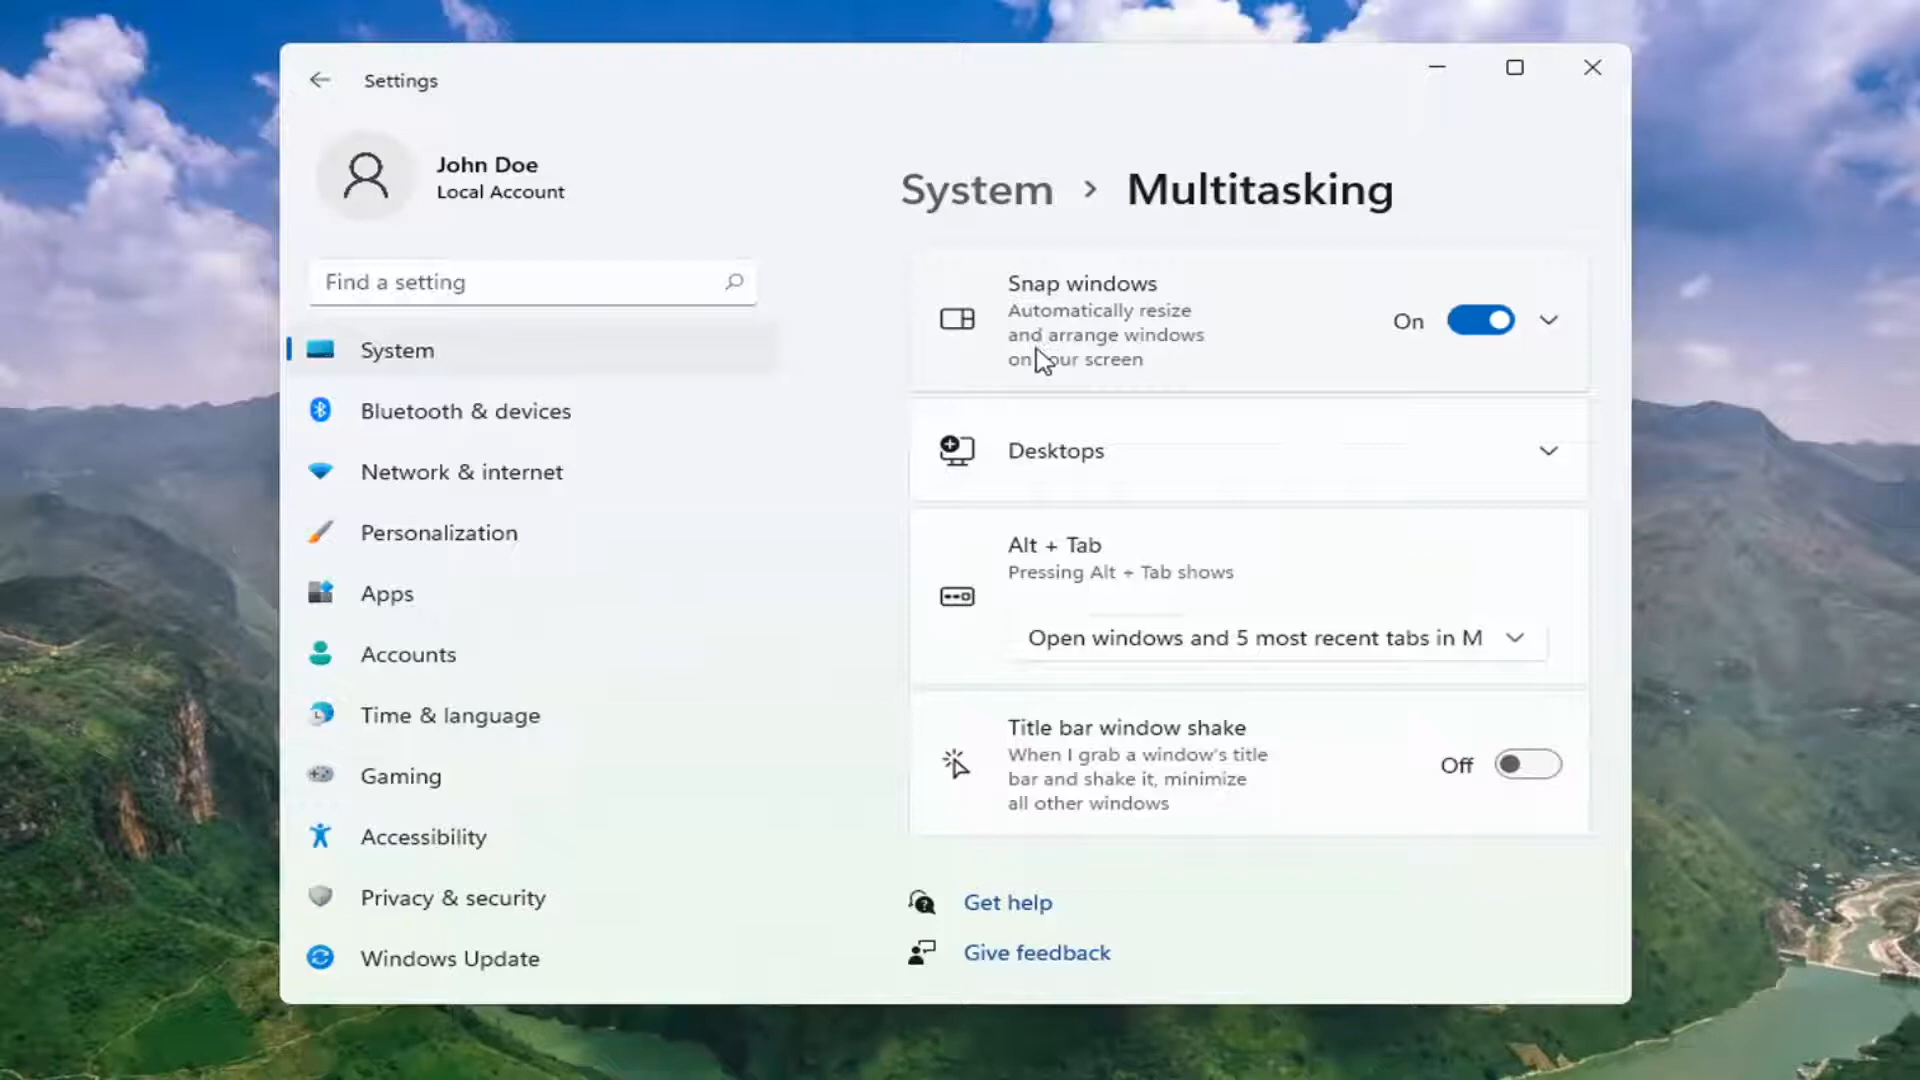 Settings
John Doe
Local Account
Find a setting
System
Bluetooth & devices
Network & internet
Personalization
Apps
Accounts
Time & language
Gaming
Accessibility
Privacy & security
Windows Update
System > Multitasking
Snap windows
Automatically resize
and arrange windows
on your screen
On
Desktops
Alt + Tab
Pressing Alt + Tab shows
Open windows and 5 most recent tabs in M
Title bar window shake
When I grab a window's title
bar and shake it, minimize
all other windows
Off
Get help
Give feedback